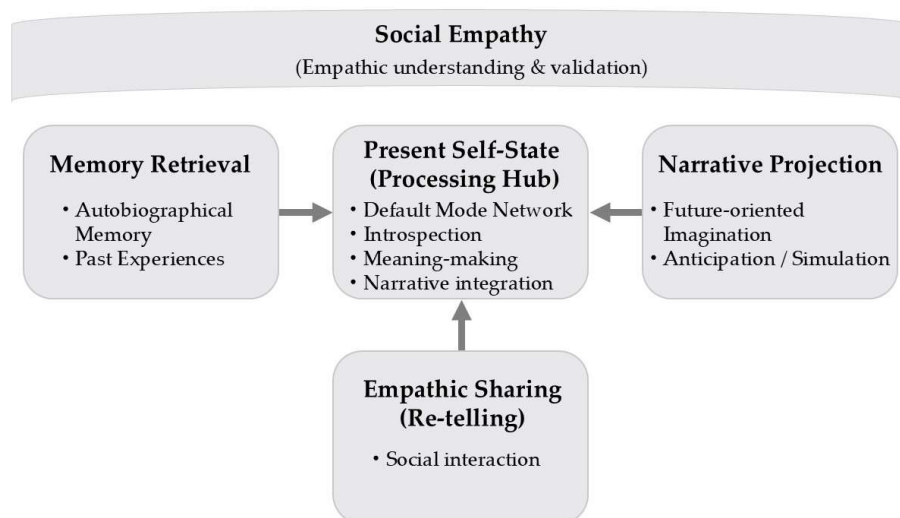 Social Empathy
(Empathic understanding & validation)
Memory Retrieval
• Autobiographical
Memory
• Past Experiences
Present Self-State
(Processing Hub)
• Default Mode Network
• Introspection
• Meaning-making
• Narrative integration
Narrative Projection
• Future-oriented
Imagination
• Anticipation / Simulation
Empathic Sharing
(Re-telling)
• Social interaction